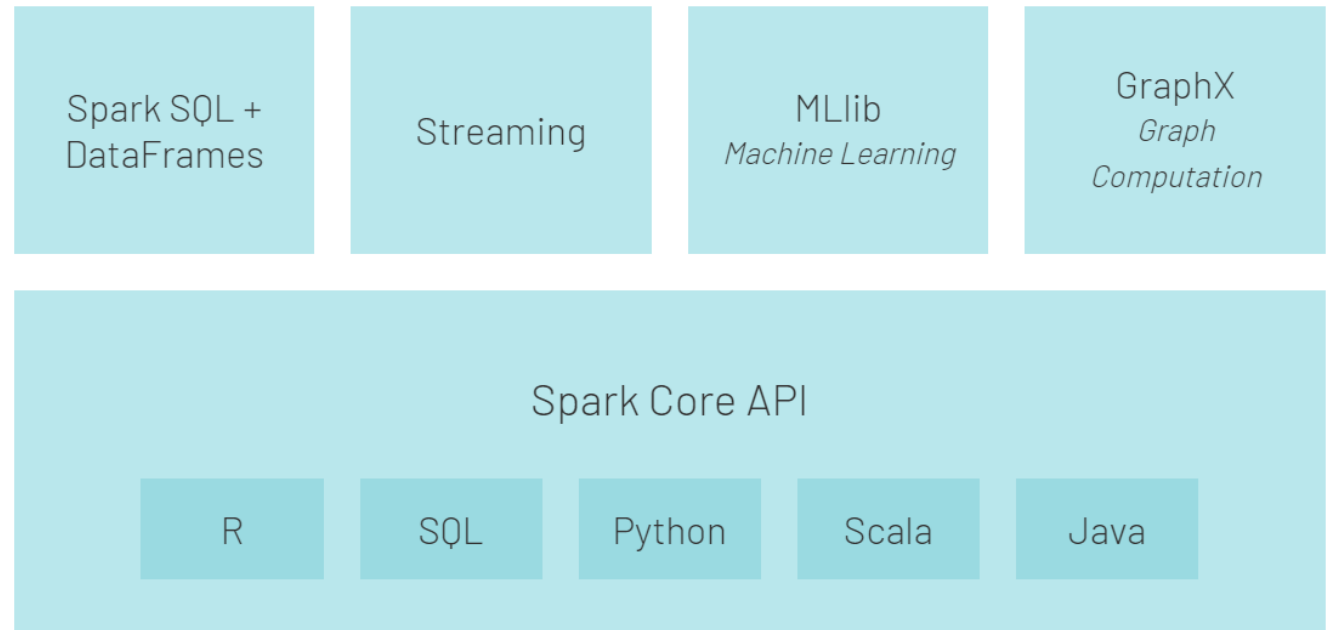 Spark SQL +
DataFrames
Streaming
MLlib
Machine Learning
GraphX
Graph
Computation
Spark Core API
R
SQL
Python
Scala
Java